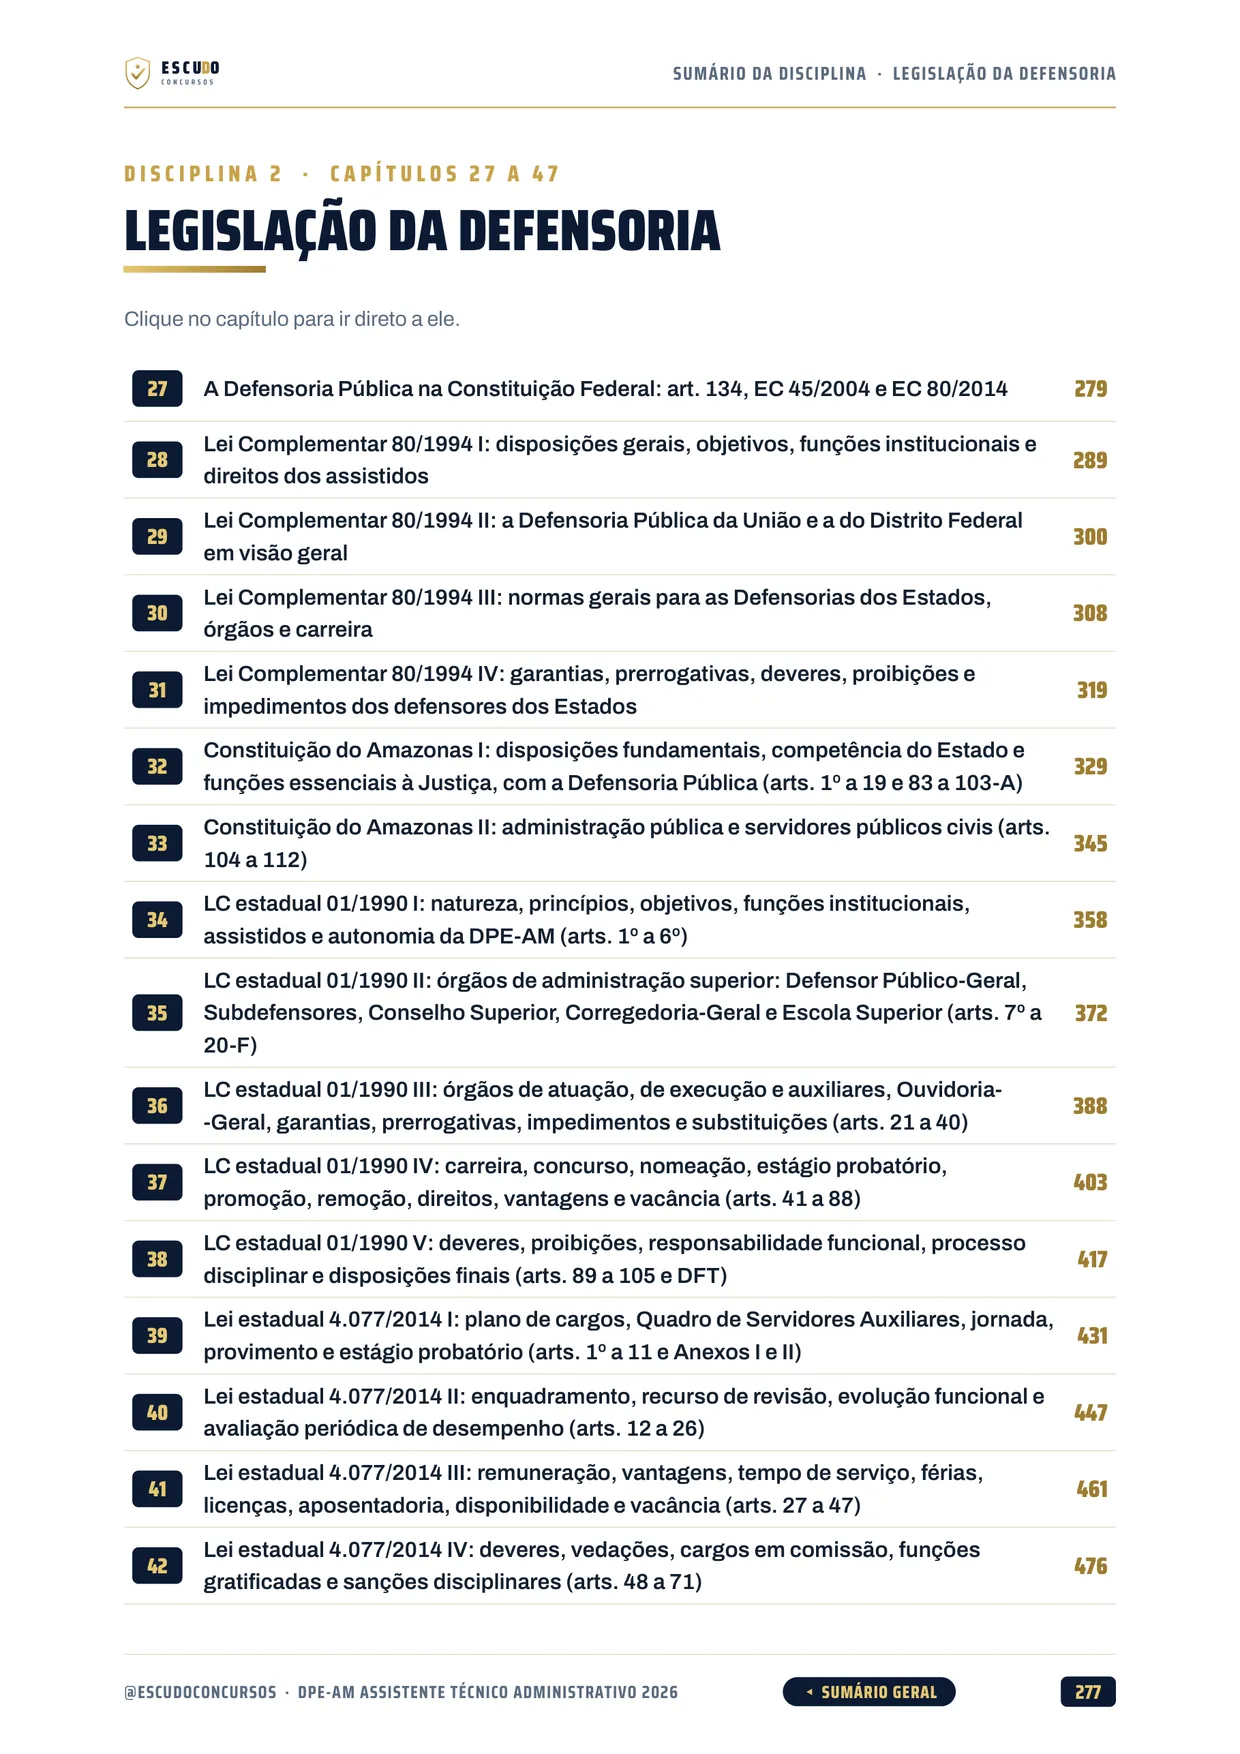 ESCUDO
CONCURSOS
SUMÁRIO DA DISCIPLINA · LEGISLAÇÃO DA DEFENSORIA
DISCIPLINA 2 · CAPÍTULOS 27 A 47
LEGISLAÇÃO DA DEFENSORIA
Clique no capítulo para ir direto a ele.
27 A Defensoria Pública na Constituição Federal: art. 134, EC 45/2004 e EC 80/2014 279
28 Lei Complementar 80/1994 I: disposições gerais, objetivos, funções institucionais e
direitos dos assistidos 289
29 Lei Complementar 80/1994 II: a Defensoria Pública da União e a do Distrito Federal
em visão geral 300
30 Lei Complementar 80/1994 III: normas gerais para as Defensorias dos Estados,
órgãos e carreira 308
31 Lei Complementar 80/1994 IV: garantias, prerrogativas, deveres, proibições e
impedimentos dos defensores dos Estados 319
32 Constituição do Amazonas I: disposições fundamentais, competência do Estado e
funções essenciais à Justiça, com a Defensoria Pública (arts. 1º a 19 e 83 a 103-A) 329
33 Constituição do Amazonas II: administração pública e servidores públicos civis (arts.
104 a 112) 345
34 LC estadual 01/1990 I: natureza, princípios, objetivos, funções institucionais,
assistidos e autonomia da DPE-AM (arts. 1º a 6º) 358
35 LC estadual 01/1990 II: órgãos de administração superior: Defensor Público-Geral,
Subdefensores, Conselho Superior, Corregedoria-Geral e Escola Superior (arts. 7º a
20-F) 372
36 LC estadual 01/1990 III: órgãos de atuação, de execução e auxiliares, Ouvidoria-
-Geral, garantias, prerrogativas, impedimentos e substituições (arts. 21 a 40) 388
37 LC estadual 01/1990 IV: carreira, concurso, nomeação, estágio probatório,
promoção, remoção, direitos, vantagens e vacância (arts. 41 a 88) 403
38 LC estadual 01/1990 V: deveres, proibições, responsabilidade funcional, processo
disciplinar e disposições finais (arts. 89 a 105 e DFT) 417
39 Lei estadual 4.077/2014 I: plano de cargos, Quadro de Servidores Auxiliares, jornada,
provimento e estágio probatório (arts. 1º a 11 e Anexos I e II) 431
40 Lei estadual 4.077/2014 II: enquadramento, recurso de revisão, evolução funcional e
avaliação periódica de desempenho (arts. 12 a 26) 447
41 Lei estadual 4.077/2014 III: remuneração, vantagens, tempo de serviço, férias,
licenças, aposentadoria, disponibilidade e vacância (arts. 27 a 47) 461
42 Lei estadual 4.077/2014 IV: deveres, vedações, cargos em comissão, funções
gratificadas e sanções disciplinares (arts. 48 a 71) 476
@ESCUDOCONCURSOS · DPE-AM ASSISTENTE TÉCNICO ADMINISTRATIVO 2026
SUMÁRIO GERAL
277